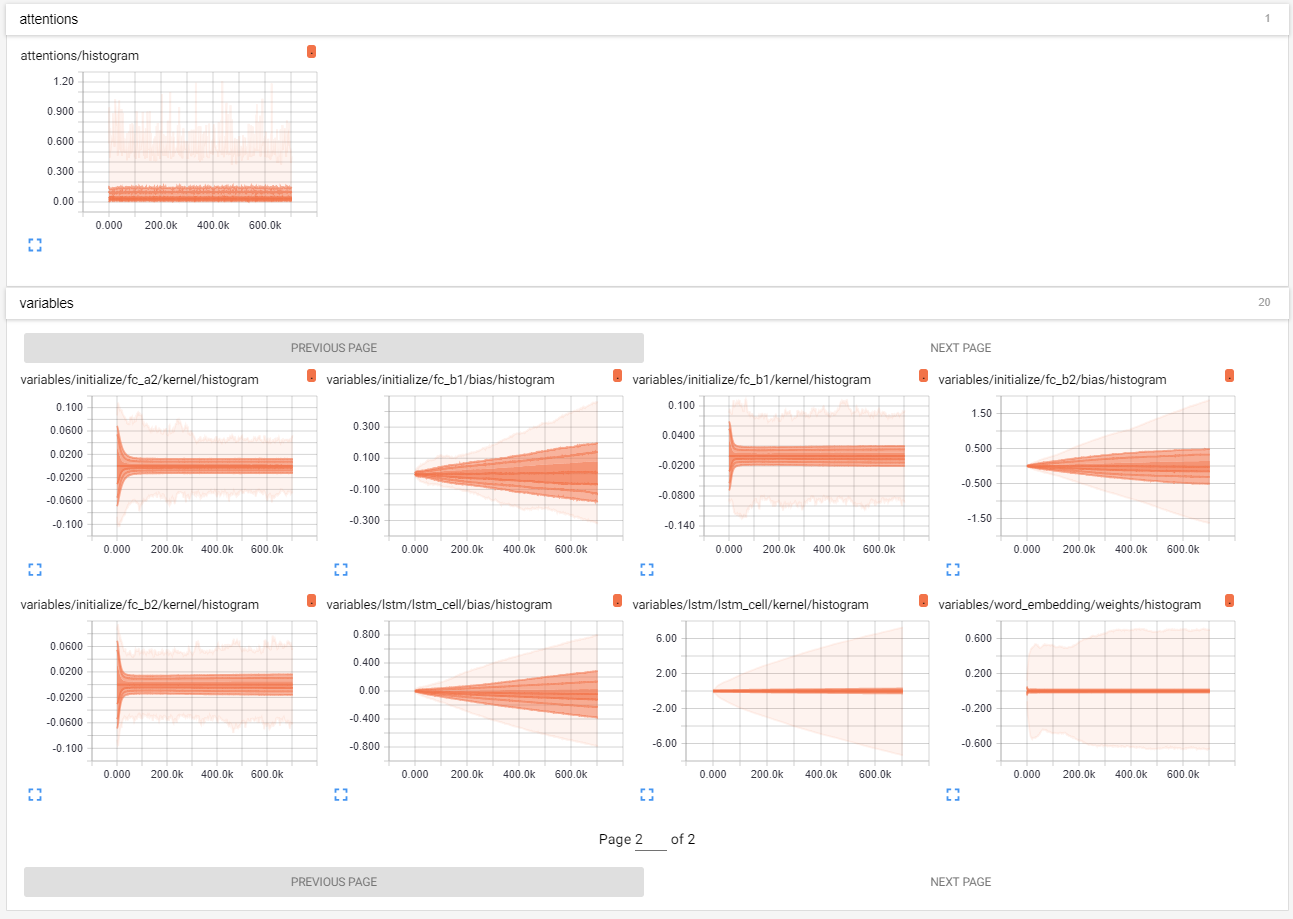 attentions 1
attentions/histogram
1.20
0.900
0.600
0.300
0.00
0.000 200.0k 400.0k 600.0k
variables 20
PREVIOUS PAGE NEXT PAGE
variables/initialize/fc_a2/kernel/histogram
0.100
0.0600
0.0200
-0.0200
-0.0600
-0.100
0.000 200.0k 400.0k 600.0k
variables/initialize/fc_b1/bias/histogram
0.300
0.100
-0.100
-0.300
0.000 200.0k 400.0k 600.0k
variables/initialize/fc_b1/kernel/histogram
0.100
0.0400
-0.0200
-0.0800
-0.140
0.000 200.0k 400.0k 600.0k
variables/initialize/fc_b2/bias/histogram
1.50
0.500
-0.500
-1.50
0.000 200.0k 400.0k 600.0k
variables/initialize/fc_b2/kernel/histogram
0.0600
0.0200
-0.0200
-0.0600
-0.100
0.000 200.0k 400.0k 600.0k
variables/lstm/lstm_cell/bias/histogram
0.800
0.400
0.00
-0.400
-0.800
0.000 200.0k 400.0k 600.0k
variables/lstm/lstm_cell/kernel/histogram
6.00
2.00
-2.00
-6.00
0.000 200.0k 400.0k 600.0k
variables/word_embedding/weights/histogram
0.600
0.200
-0.200
-0.600
0.000 200.0k 400.0k 600.0k
Page 2 of 2
PREVIOUS PAGE NEXT PAGE